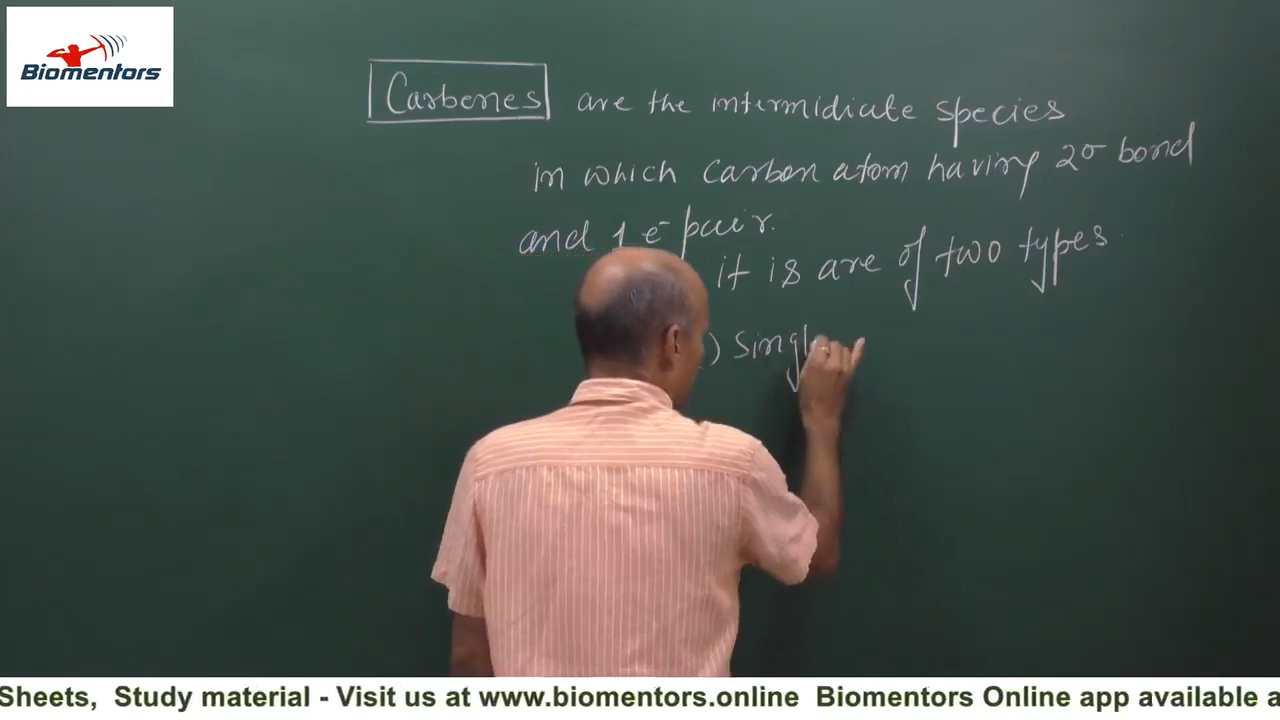 Biomentors
Carbenes are the intermidiate species
in which carbon atom having 2σ bond
and 1 e⁻ pair.
it is are of two types
) Singl
Sheets, Study material - Visit us at www.biomentors.online Biomentors Online app available a